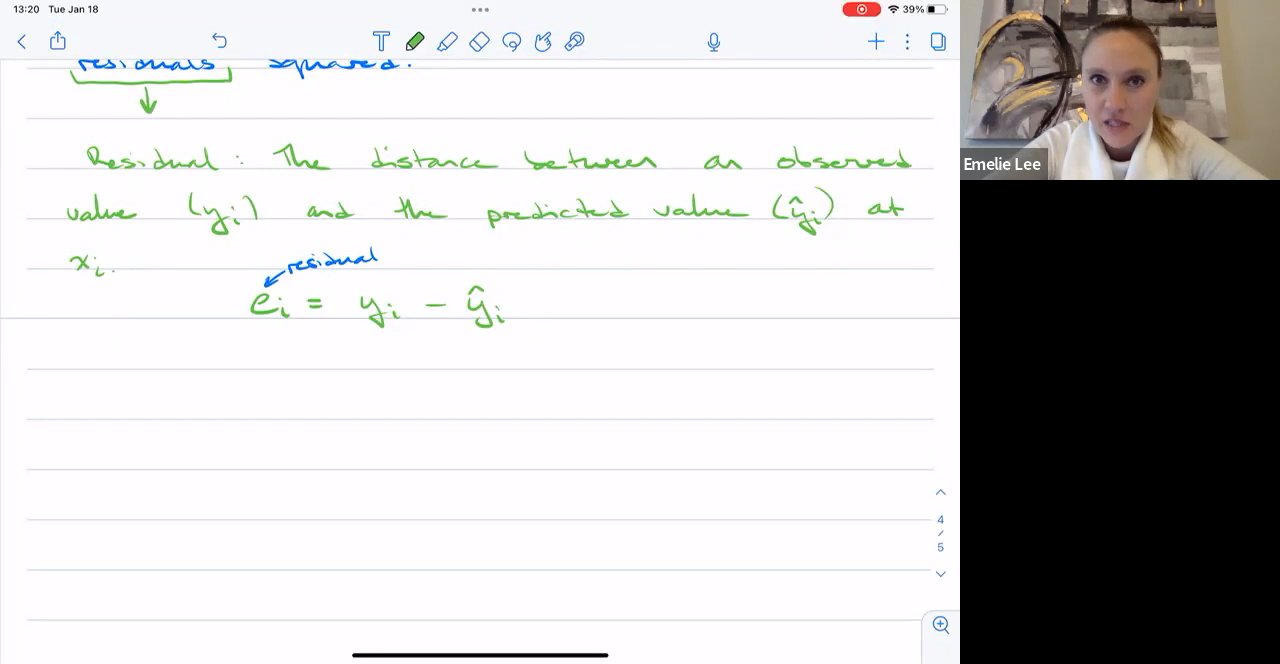 13:20 Tue Jan 18
39%
T
residuals squared.
Residual: The distance between an observed
value (yᵢ) and the predicted value (ŷᵢ) at
xᵢ.
residual
eᵢ = yᵢ - ŷᵢ
4
/
5
Emelie Lee